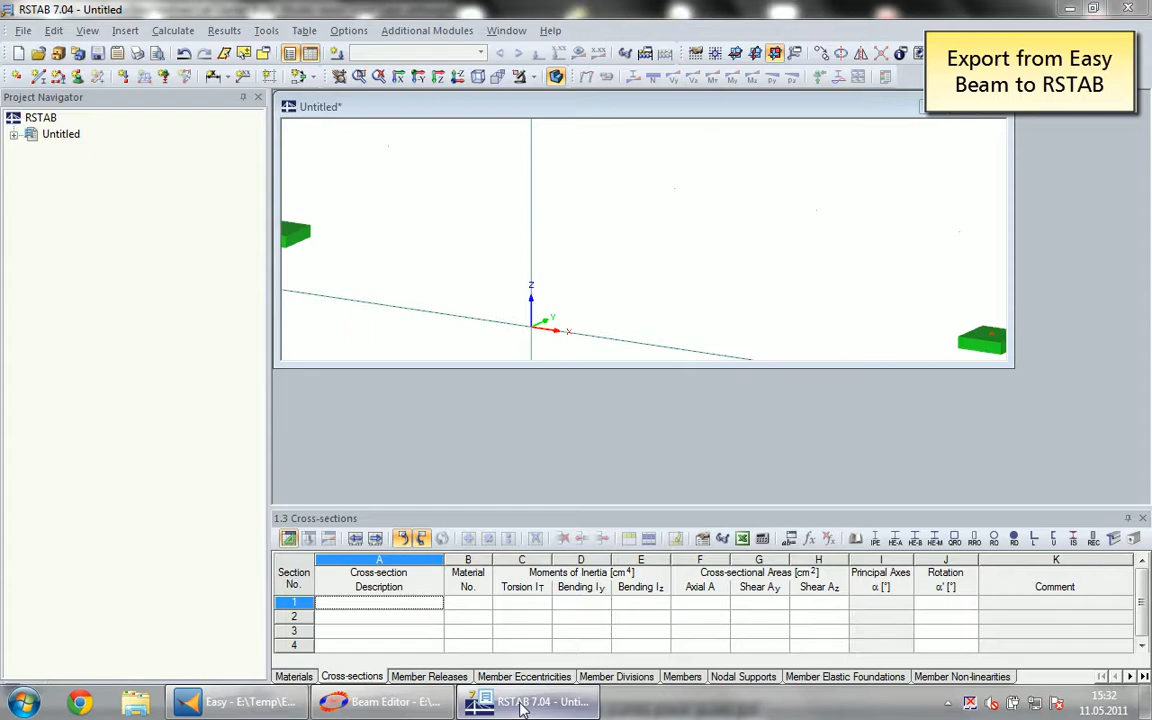 RSTAB 7.04 - Untitled
File Edit View Insert Calculate Results Tools Table Options Additional Modules Window Help
Export from Easy
Beam to RSTAB
Project Navigator
RSTAB
Untitled
Untitled*
Z
Y
X
1.3 Cross-sections
A B C D E F G H I J K
Section Cross-section Material Moments of Inertia [cm4] Cross-sectional Areas [cm2] Principal Axes Rotation
No. Description No. Torsion IT Bending Iy Bending Iz Axial A Shear Ay Shear Az α [°] α' [°] Comment
1
2
3
4
Materials Cross-sections Member Releases Member Eccentricities Member Divisions Members Nodal Supports Member Elastic Foundations Member Non-linearities
Easy - E:\Temp\E... Beam Editor - E:\... RSTAB 7.04 - Unti...
15:32
11.05.2011